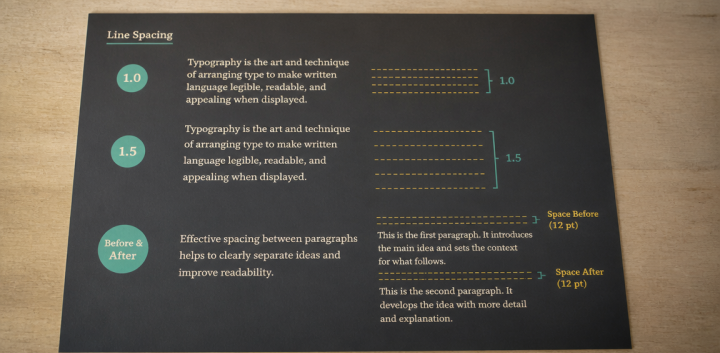 Line Spacing
1.0
Typography is the art and technique
of arranging type to make written
language legible, readable, and
appealing when displayed.
1.0
1.5
Typography is the art and technique
of arranging type to make written
language legible, readable, and
appealing when displayed.
1.5
Before &
After
Effective spacing between paragraphs
helps to clearly separate ideas and
improve readability.
Space Before
(12 pt)
This is the first paragraph. It introduces
the main idea and sets the context
for what follows.
Space After
(12 pt)
This is the second paragraph. It
develops the idea with more detail
and explanation.